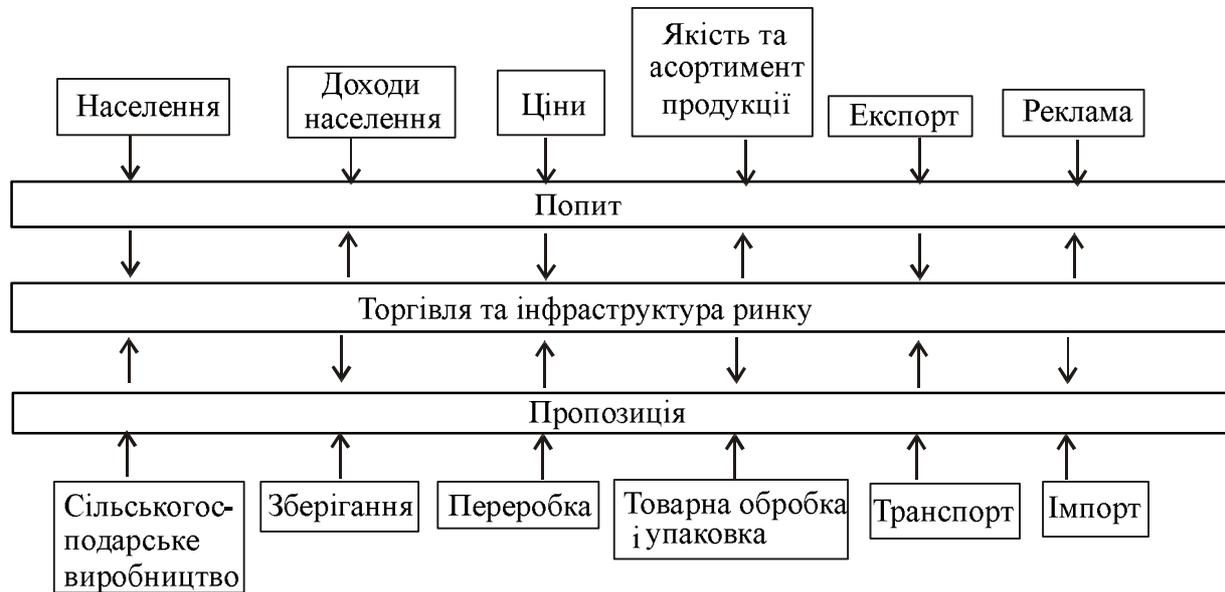 Населення
Доходи
населення
Ціни
Якість та
асортимент
продукції
Експорт
Реклама
Попит
Торгівля та інфраструктура ринку
Пропозиція
Сільськогос-
подарське
виробництво
Зберігання
Переробка
Товарна обробка
і упаковка
Транспорт
Імпорт